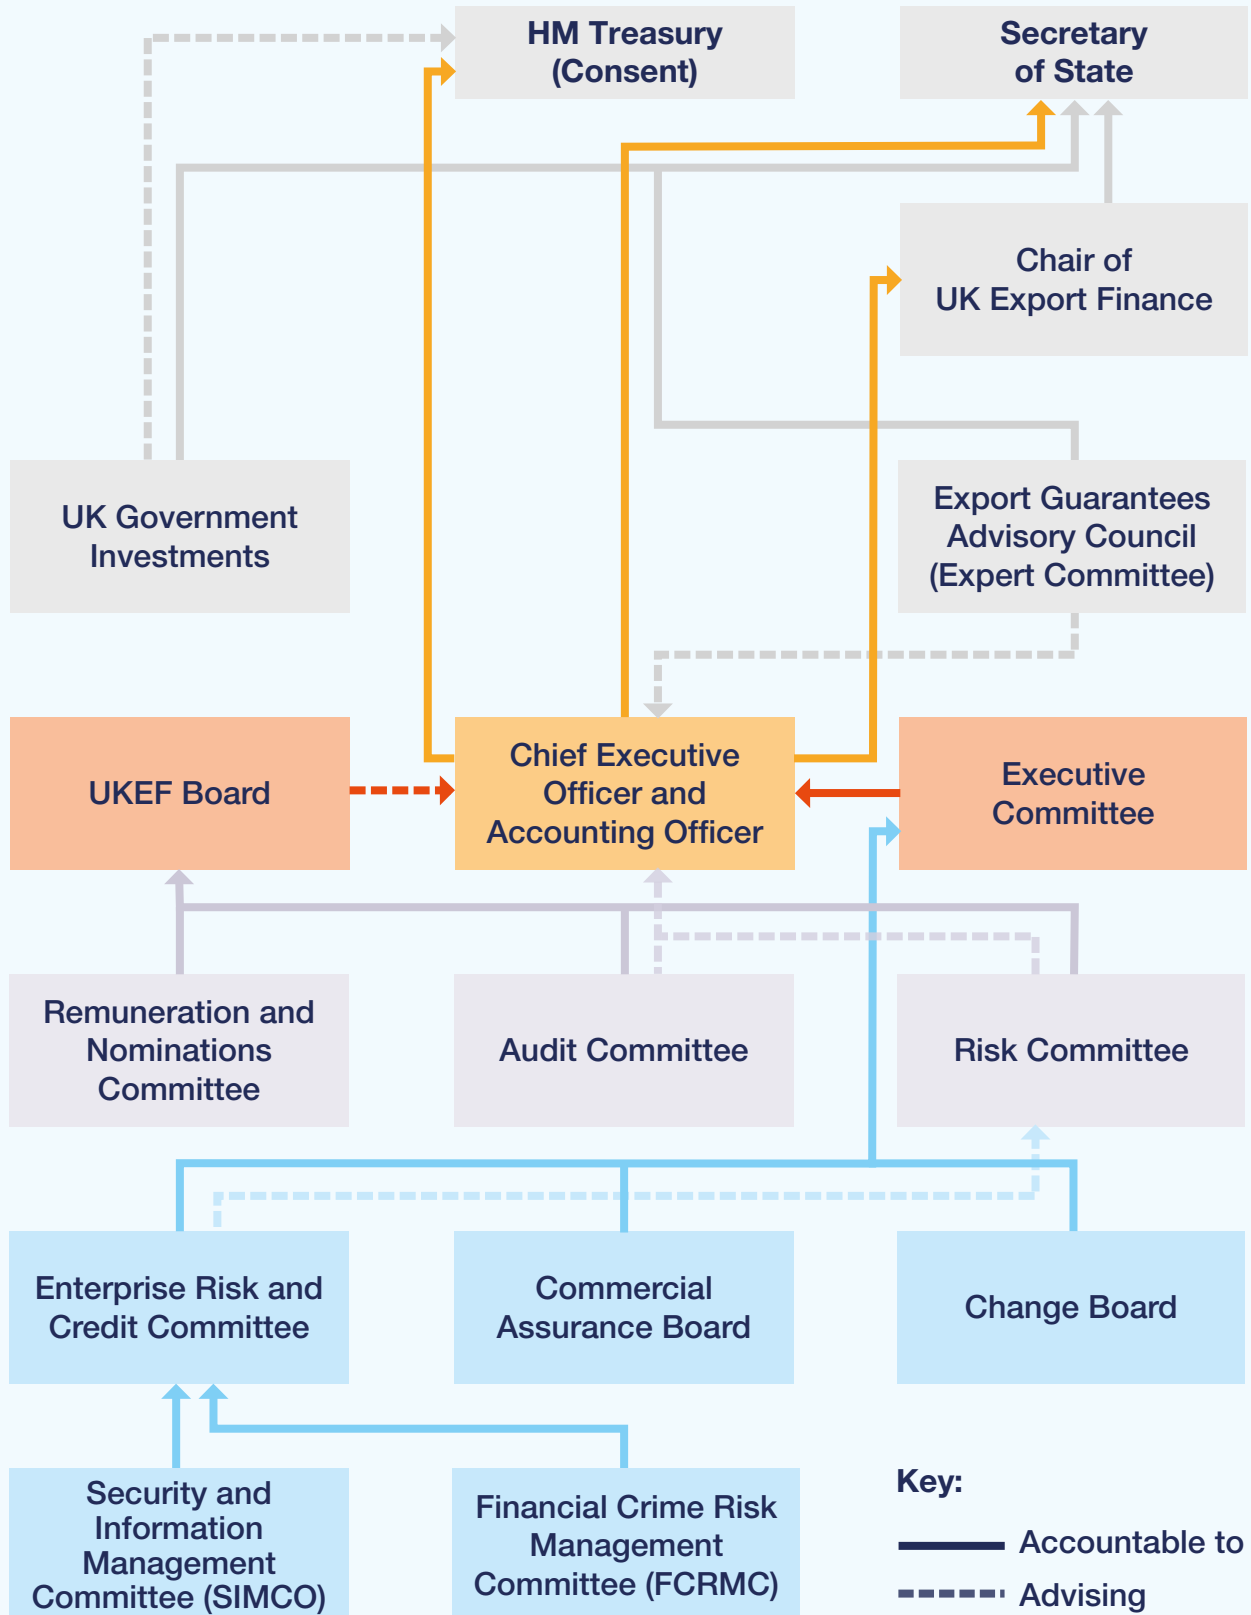 HM Treasury
(Consent)
Secretary
of State
Chair of
UK Export Finance
UK Government
Investments
Export Guarantees
Advisory Council
(Expert Committee)
UKEF Board
Chief Executive
Officer and
Accounting Officer
Executive
Committee
Remuneration and
Nominations
Committee
Audit Committee
Risk Committee
Enterprise Risk and
Credit Committee
Commercial
Assurance Board
Change Board
Security and
Information
Management
Committee (SIMCO)
Financial Crime Risk
Management
Committee (FCRMC)
Key:
Accountable to
Advising